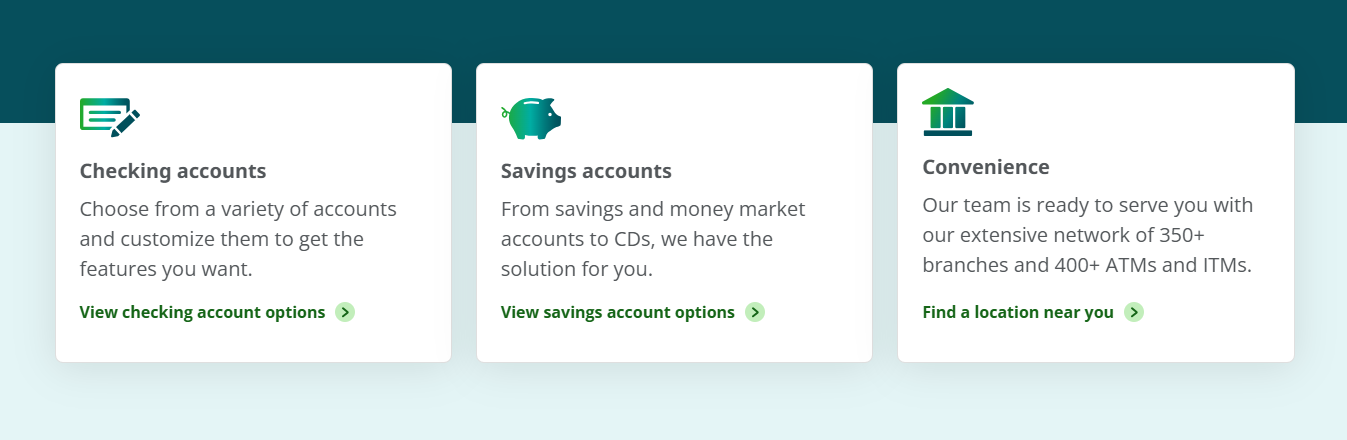 Checking accounts
Choose from a variety of accounts
and customize them to get the
features you want.
View checking account options
Savings accounts
From savings and money market
accounts to CDs, we have the
solution for you.
View savings account options
Convenience
Our team is ready to serve you with
our extensive network of 350+
branches and 400+ ATMs and ITMs.
Find a location near you